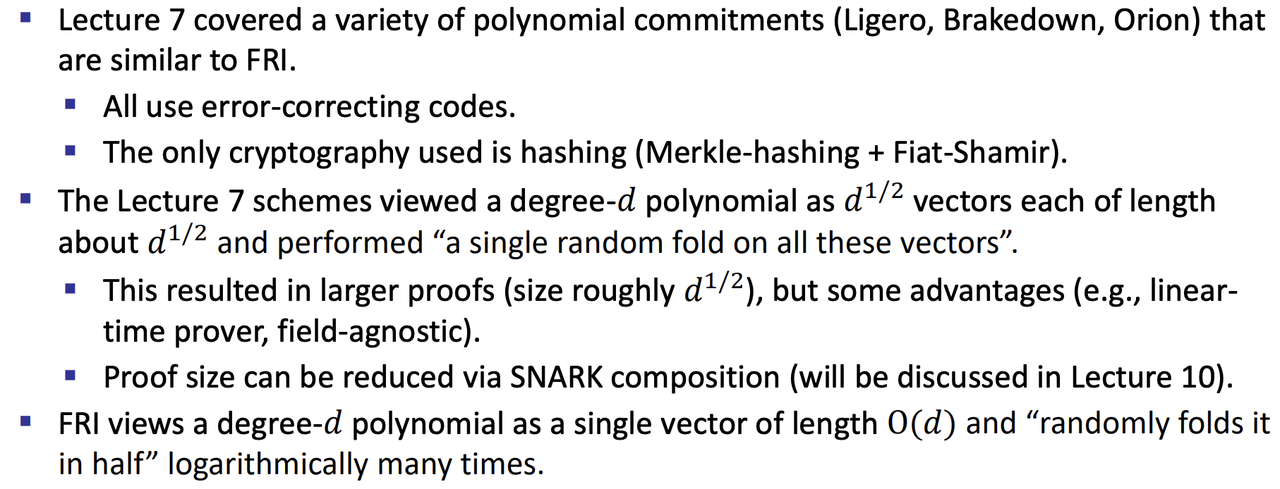 ▪ Lecture 7 covered a variety of polynomial commitments (Ligero, Brakedown, Orion) that
are similar to FRI.
▪ All use error-correcting codes.
▪ The only cryptography used is hashing (Merkle-hashing + Fiat-Shamir).
▪ The Lecture 7 schemes viewed a degree-d polynomial as d^{1/2} vectors each of length
about d^{1/2} and performed “a single random fold on all these vectors”.
▪ This resulted in larger proofs (size roughly d^{1/2}), but some advantages (e.g., linear-
time prover, field-agnostic).
▪ Proof size can be reduced via SNARK composition (will be discussed in Lecture 10).
▪ FRI views a degree-d polynomial as a single vector of length O(d) and “randomly folds it
in half” logarithmically many times.